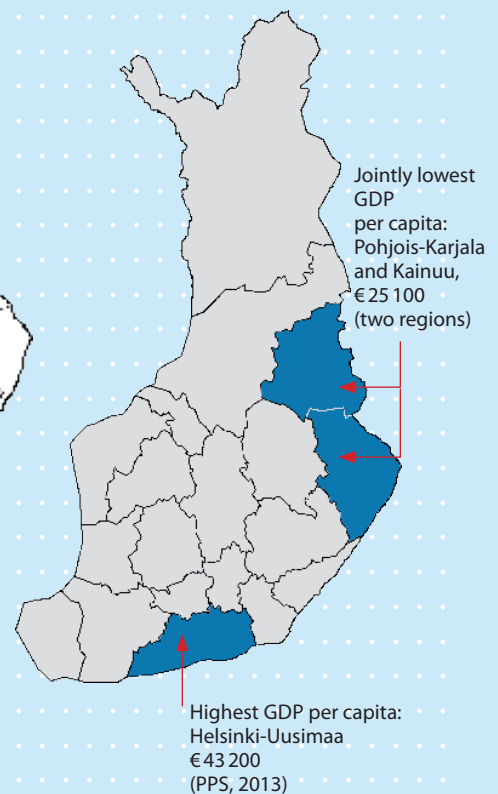 Jointly lowest
GDP
per capita:
Pohjois-Karjala
and Kainuu,
€ 25 100
(two regions)
Highest GDP per capita:
Helsinki-Uusimaa
€ 43 200
(PPS, 2013)